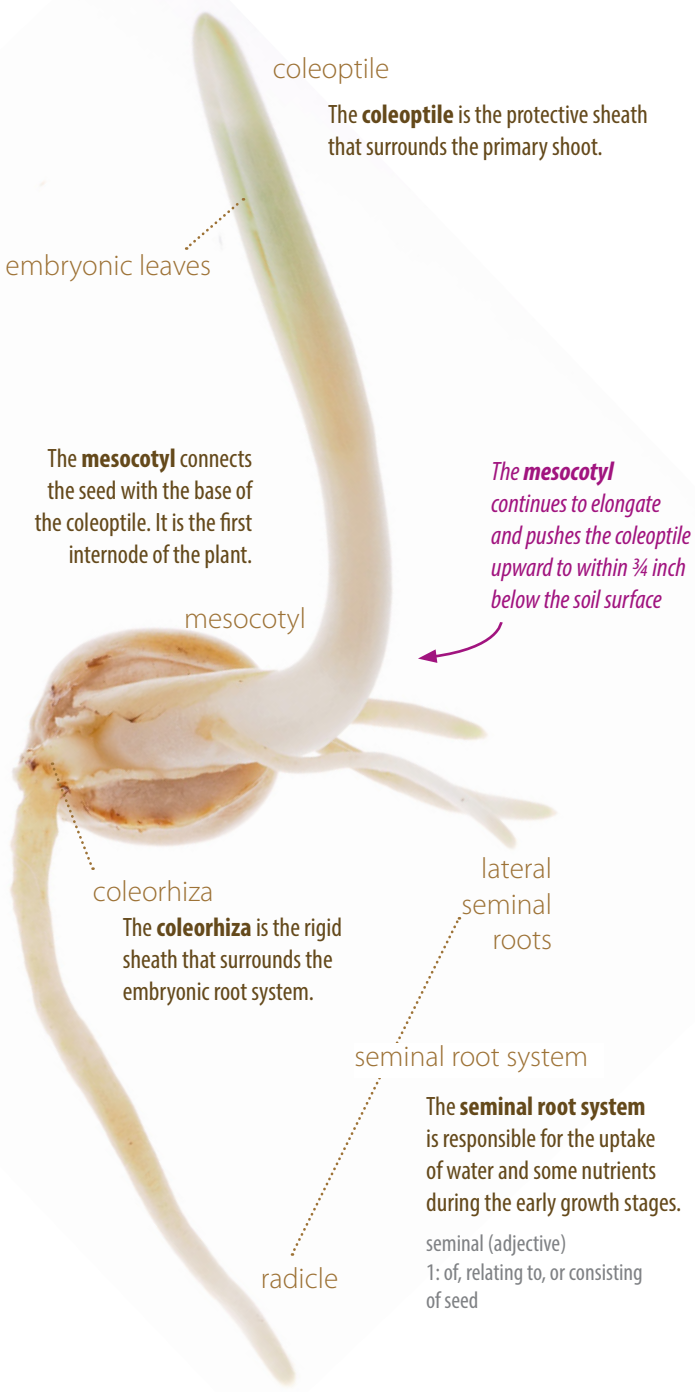 coleoptile
The coleoptile is the protective sheath
that surrounds the primary shoot.
embryonic leaves
The mesocotyl connects
the seed with the base of
the coleoptile. It is the first
internode of the plant.
The mesocotyl
continues to elongate
and pushes the coleoptile
upward to within ¾ inch
below the soil surface
mesocotyl
coleorhiza
The coleorhiza is the rigid
sheath that surrounds the
embryonic root system.
lateral
seminal
roots
seminal root system
The seminal root system
is responsible for the uptake
of water and some nutrients
during the early growth stages.
seminal (adjective)
1: of, relating to, or consisting
of seed
radicle